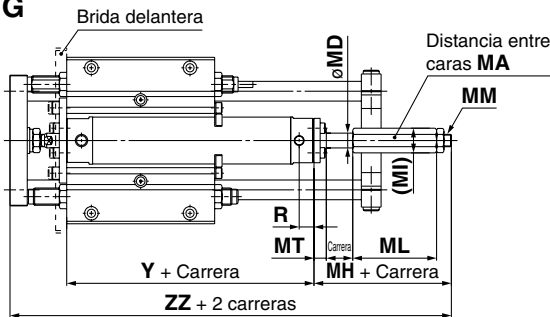 G
Brida delantera
øMD
Distancia entre
caras MA
MM
(MI)
R
MT
Carrera
ML
Y + Carrera
MH + Carrera
ZZ + 2 carreras